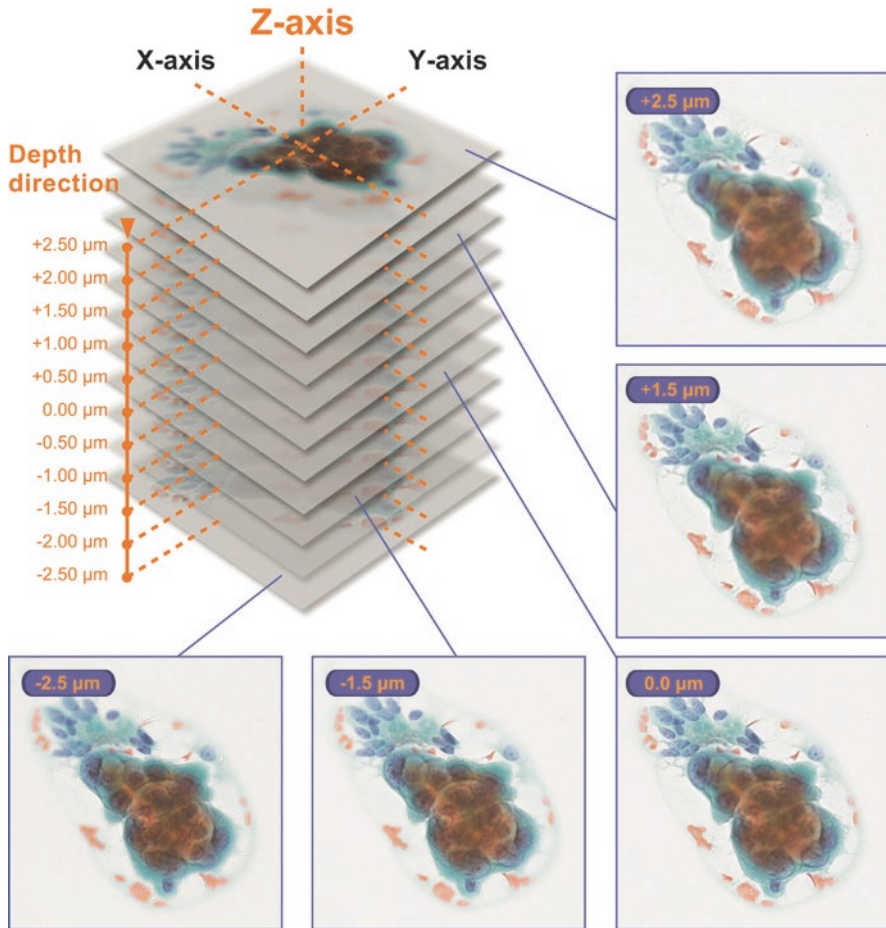 Z-axis
X-axis
Y-axis
Depth
direction
+2.50 µm
+2.00 µm
+1.50 µm
+1.00 µm
+0.50 µm
0.00 µm
-0.50 µm
-1.00 µm
-1.50 µm
-2.00 µm
-2.50 µm
+2.5 µm
+1.5 µm
-2.5 µm
-1.5 µm
0.0 µm